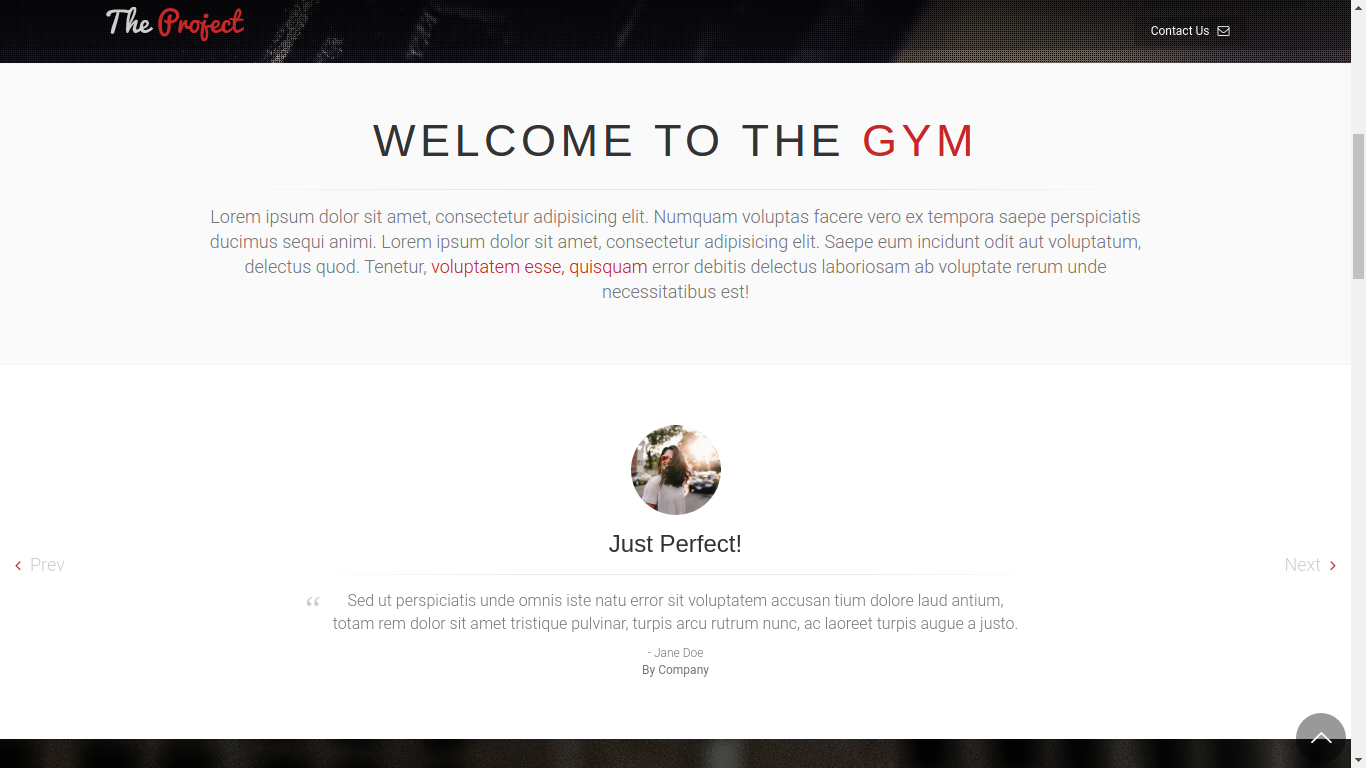 The Project
Contact Us
WELCOME TO THE GYM
Lorem ipsum dolor sit amet, consectetur adipisicing elit. Numquam voluptas facere vero ex tempora saepe perspiciatis
ducimus sequi animi. Lorem ipsum dolor sit amet, consectetur adipisicing elit. Saepe eum incidunt odit aut voluptatum,
delectus quod. Tenetur, voluptatem esse, quisquam error debitis delectus laboriosam ab voluptate rerum unde
necessitatibus est!
Just Perfect!
Prev
Next
“ Sed ut perspiciatis unde omnis iste natu error sit voluptatem accusan tium dolore laud antium,
totam rem dolor sit amet tristique pulvinar, turpis arcu rutrum nunc, ac laoreet turpis augue a justo.
- Jane Doe
By Company